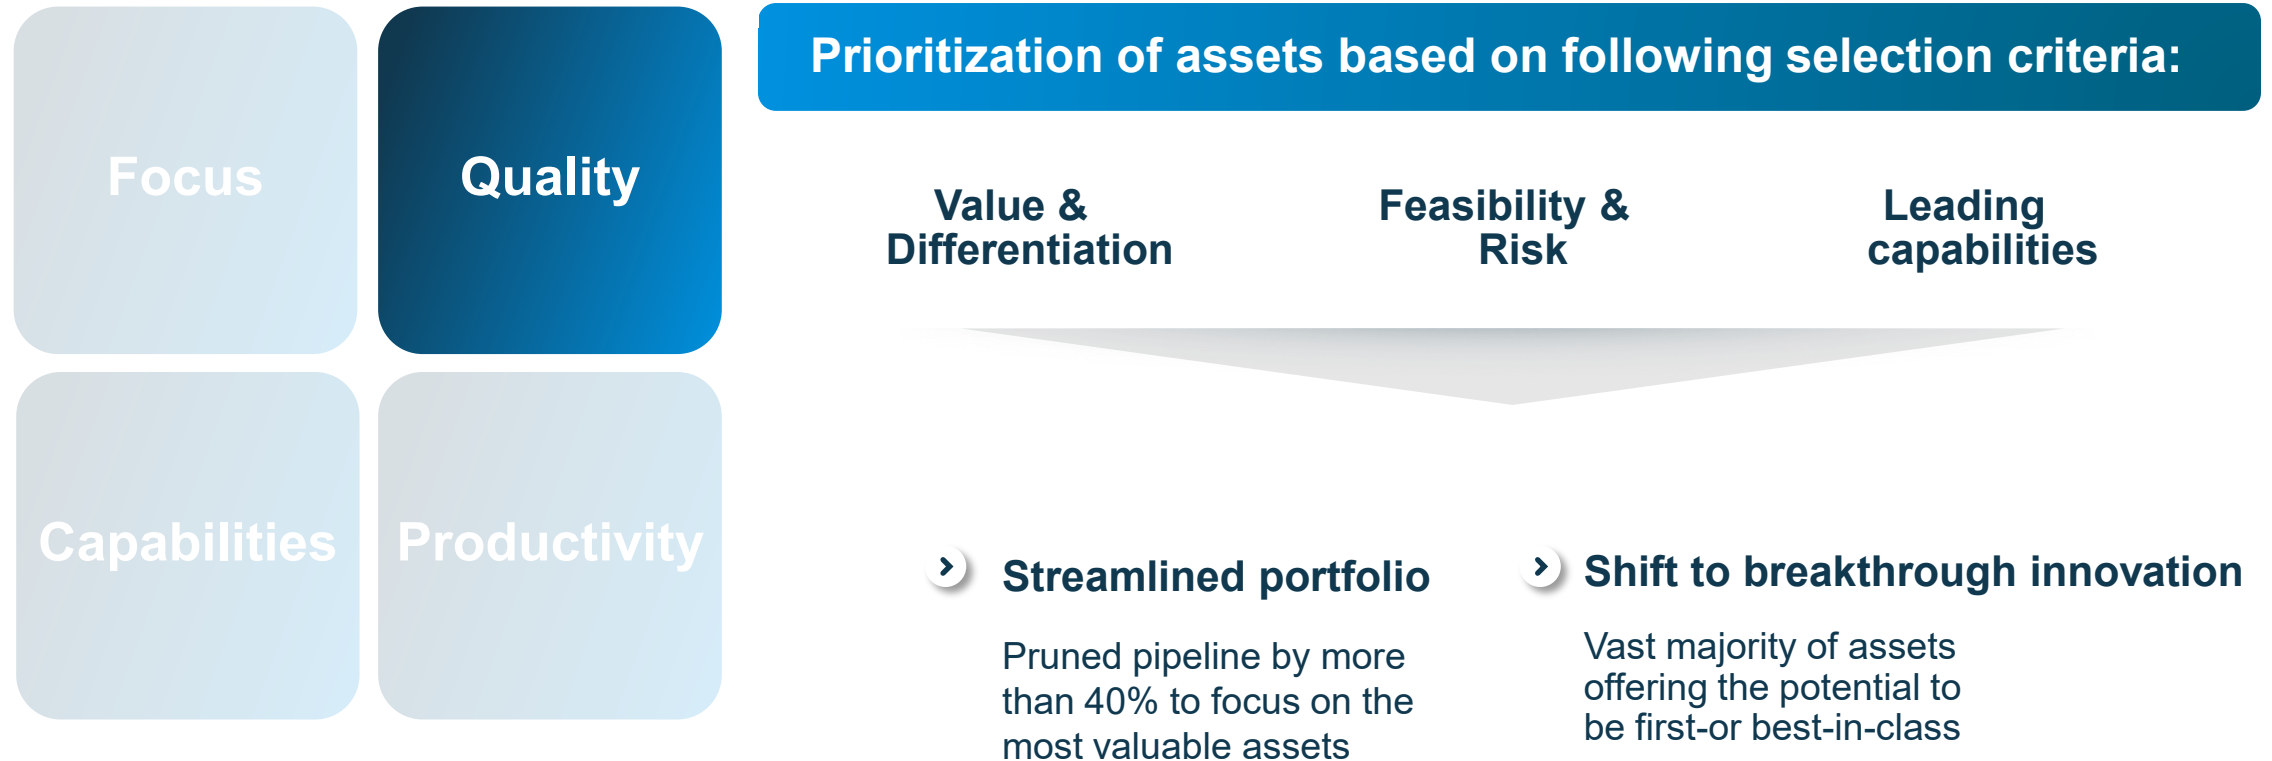 Focus
Quality
Capabilities
Productivity
Prioritization of assets based on following selection criteria:
Value &
Differentiation
Feasibility &
Risk
Leading
capabilities
Streamlined portfolio
Pruned pipeline by more
than 40% to focus on the
most valuable assets
Shift to breakthrough innovation
Vast majority of assets
offering the potential to
be first-or best-in-class